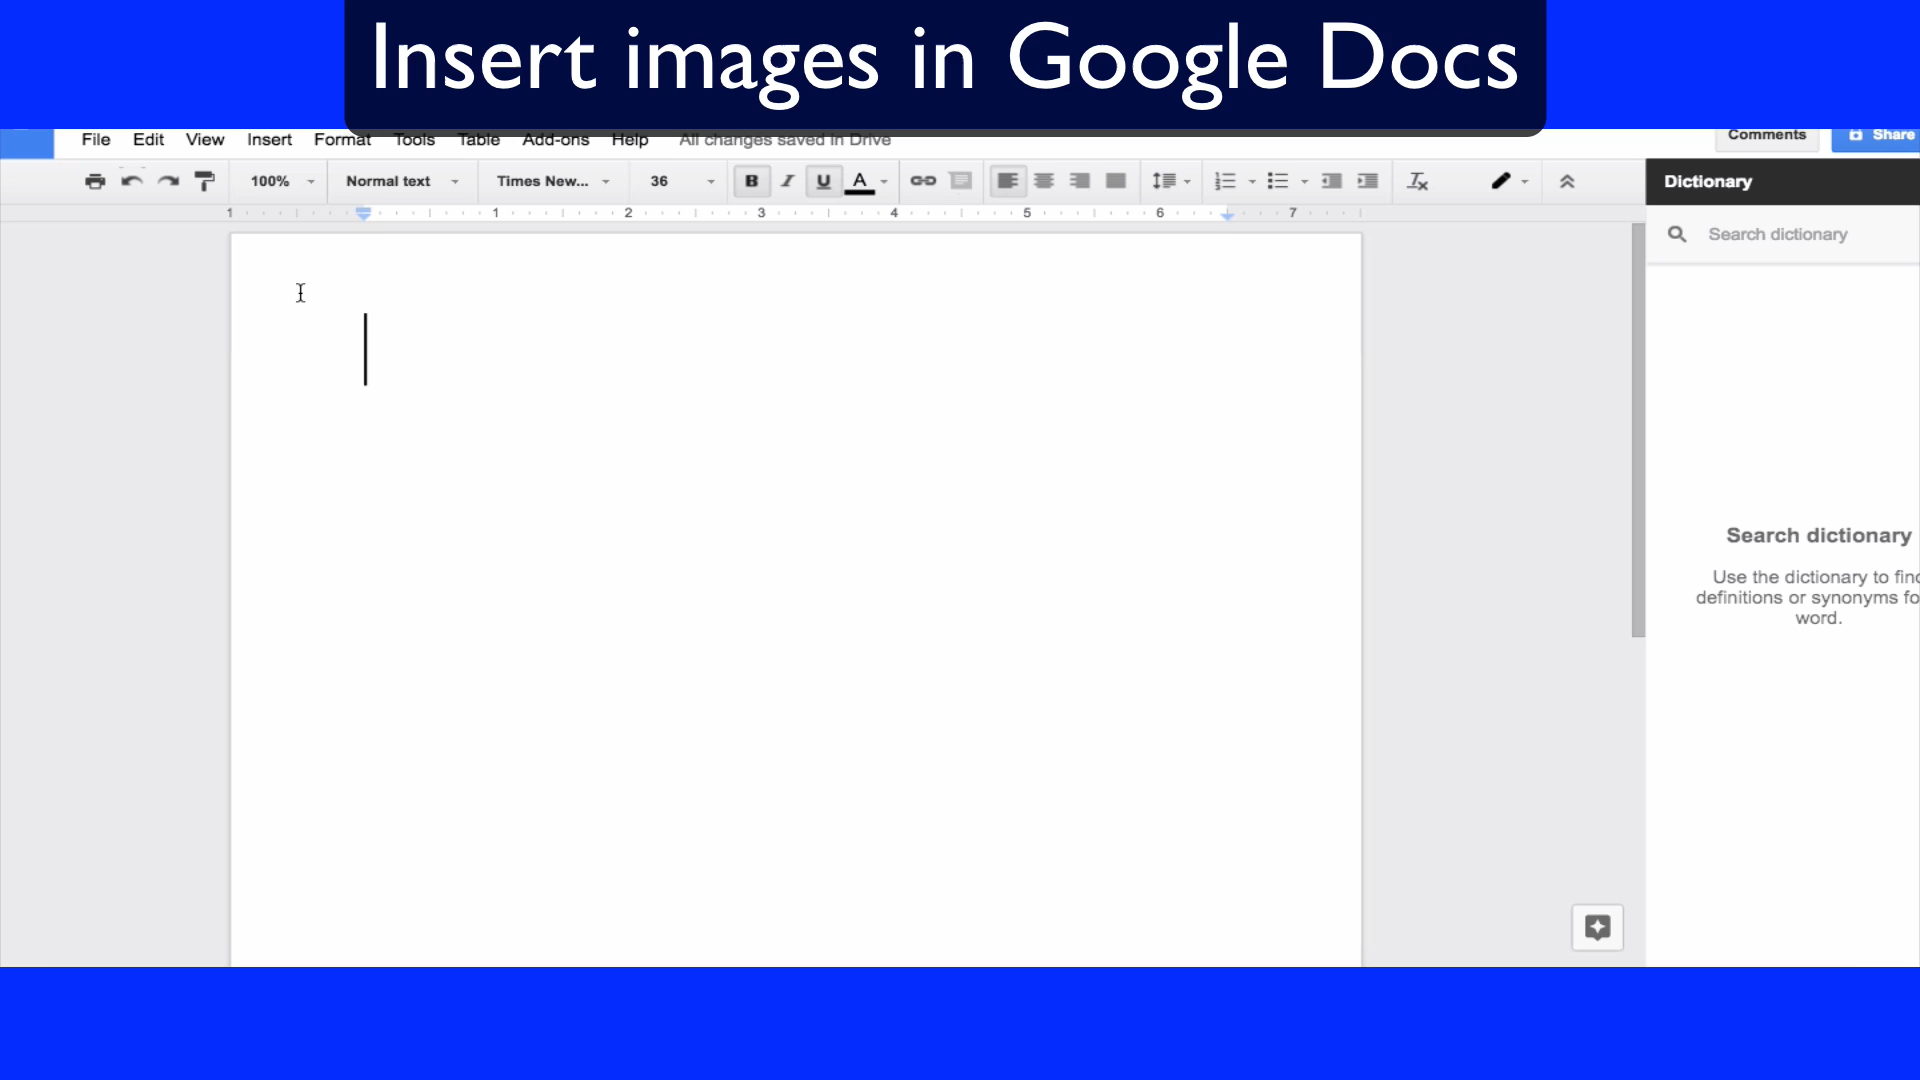 Insert images in Google Docs
File Edit View Insert Format Tools Table Add-ons Help All changes saved in Drive
Comments Share
100% Normal text Times New... 36 B I U A
Dictionary
1 1 2 3 4 5 6 7
Search dictionary
Search dictionary
Use the dictionary to find
definitions or synonyms fo
word.